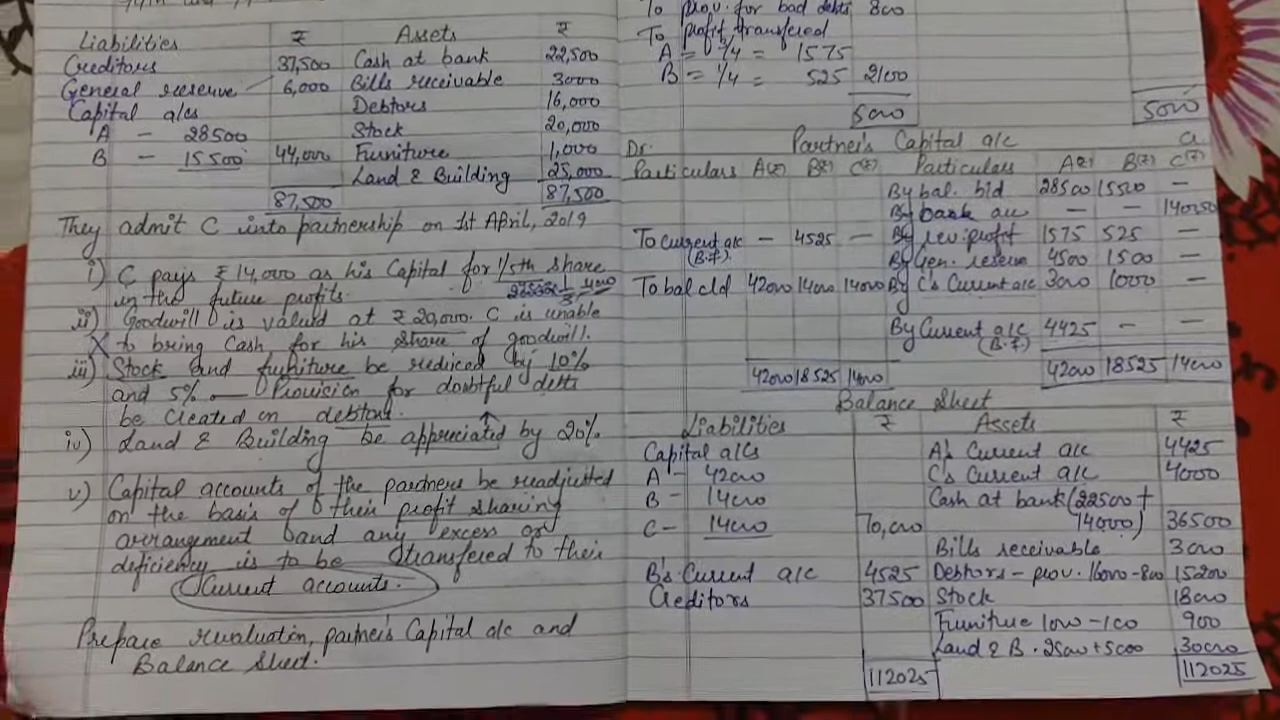 Liabilities ₹ Assets ₹
Creditors 37,500 Cash at bank 22,500
General reserve 6,000 Bills receivable 3000
Capital a/cs Debtors 16,000
A - 28500 Stock 20,000
B - 15500 44,000 Furniture 1,000
Land & Building 25,000
87,500 87,500
They admit C into partnership on 1st April, 2019
i) C pays ₹14,000 as his Capital for 1/5th share
in the future profits.
ii) Goodwill is valued at ₹20,000. C is unable
X to bring Cash for his share of goodwill.
iii) Stock and furniture be reduced by 10%
and 5% Provision for doubtful debts
be Created on debtors.
iv) Land & Building be appreciated by 20%.
v) Capital accounts of the partners be readjusted
on the basis of their profit sharing
arrangement and any excess or
deficiency is to be transfered to their
Current accounts.
Prepare revaluation, partner's Capital a/c and
Balance Sheet.
To prov. for bad debts 800
To profit transfered
A = 3/4 = 1575
B = 1/4 = 525 2100
5000 5000
Partner's Capital a/c
Dr.
Particulars A(₹) B(₹) C(₹) Particulars A(₹) B(₹) C(₹)
By bal. b/d 28500 15500 —
By bank a/c — —
To current a/c — 4525 — By rev. profit 1575 525 —
(B.f.) By Gen. reserve 4500 1500 —
To bal c/d 42000 14000 14000 By C's Current a/c 3000 1000 —
By Current a/c 4425 — —
(B.f.)
42000 18525 14000 42000 18525 14000
Balance Sheet
Liabilities ₹ Assets ₹
Capital a/cs A's Current a/c 4425
A - 42000 C's Current a/c 4000
B - 14000 Cash at bank (22500 +
C - 14000 70,000 14000) 36500
Bills receivable 3000
B's Current a/c 4525 Debtors - prov. 16000-800 15200
Creditors 37500 Stock 18000
Furniture 1000-100 900
Land & B. 25000+5000 30000
112025 112025